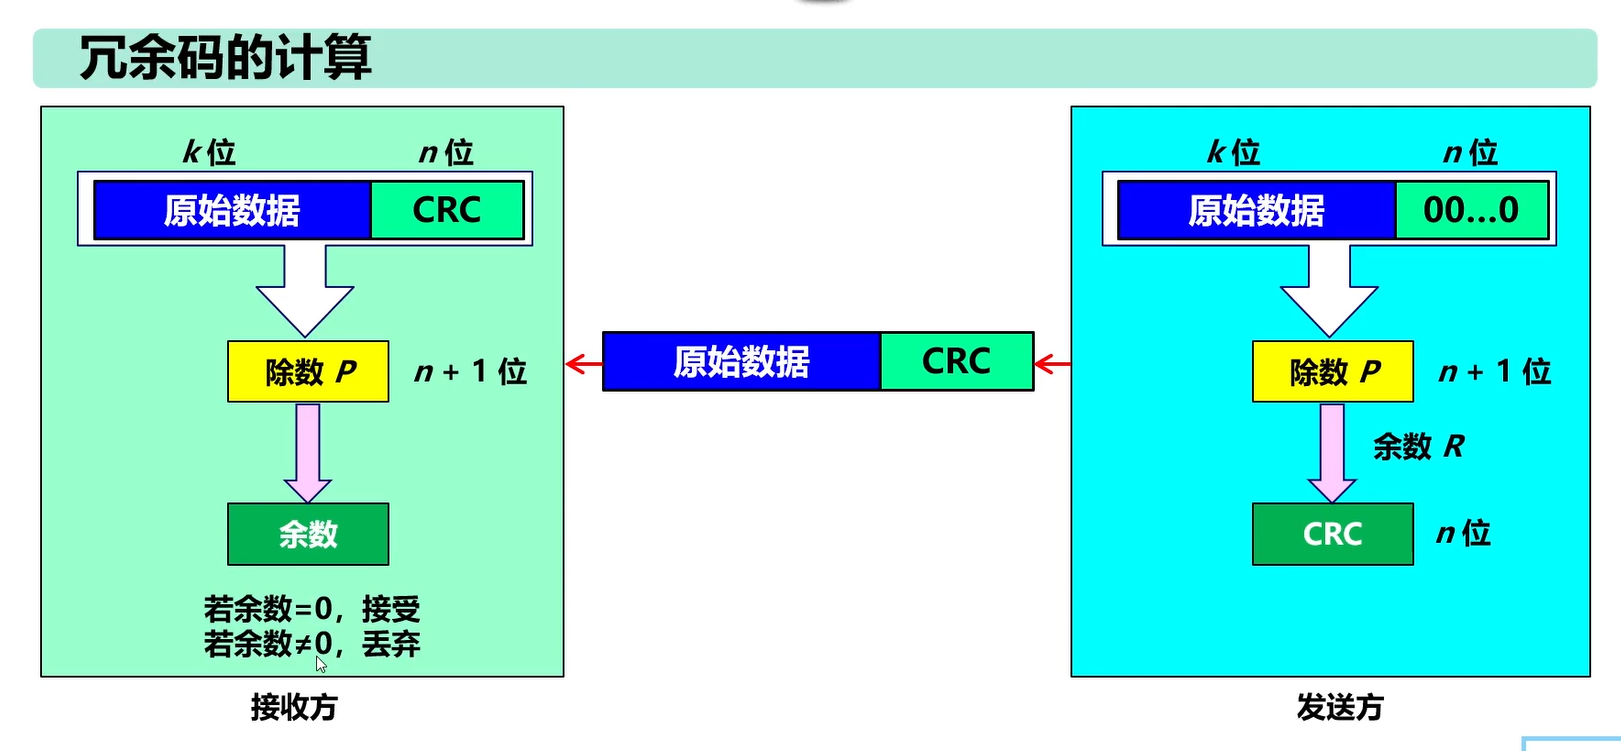 冗余码的计算
k 位
n 位
原始数据
CRC
除数 P
n + 1 位
余数
若余数=0，接受
若余数≠0，丢弃
接收方
原始数据
CRC
k 位
n 位
原始数据
00…0
除数 P
n + 1 位
余数 R
CRC
n 位
发送方